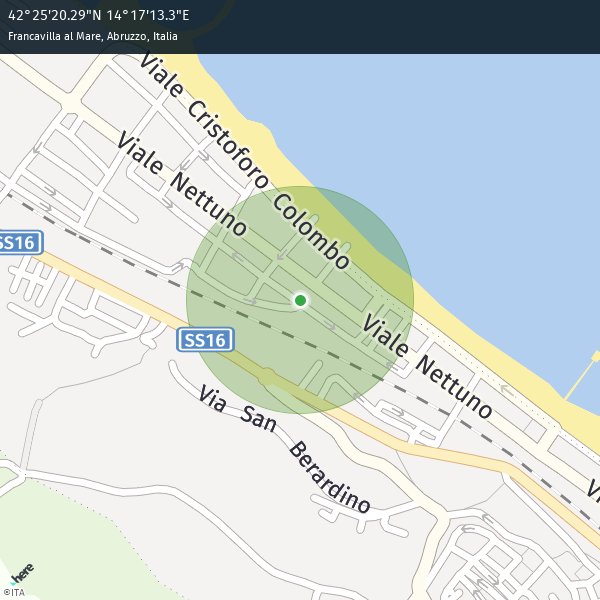 42°25'20.29"N 14°17'13.3"E
Francavilla al Mare, Abruzzo, Italia
Viale Cristoforo Colombo
Viale Nettuno
SS16
SS16
Viale Nettuno
Via San Berardino
Vi
here
©ITA